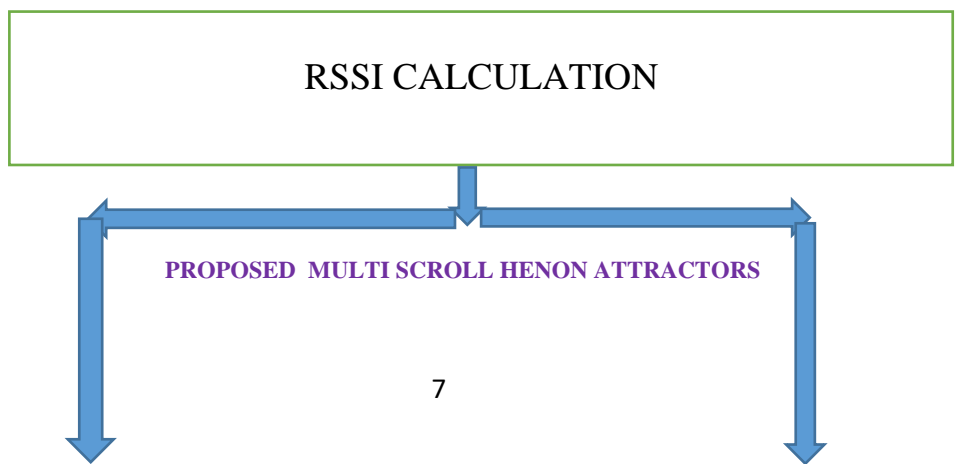 RSSI CALCULATION
PROPOSED MULTI SCROLL HENON ATTRACTORS
7